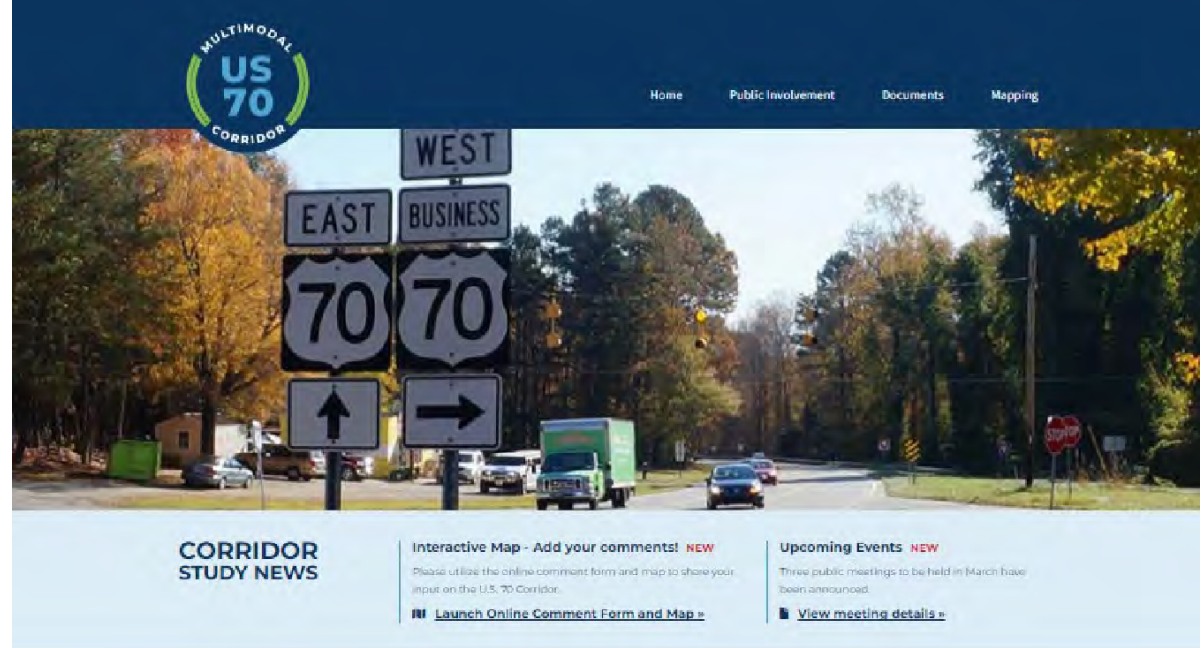 MULTIMODAL
US
70
CORRIDOR
Home Public Involvement Documents Mapping
WEST
EAST BUSINESS
70 70
STOP STOP
CORRIDOR
STUDY NEWS
Interactive Map - Add your comments! NEW
Please utilize the online comment form and map to share your
input on the U.S. 70 Corridor.
Launch Online Comment Form and Map »
Upcoming Events NEW
Three public meetings to be held in March have
been announced.
View meeting details »